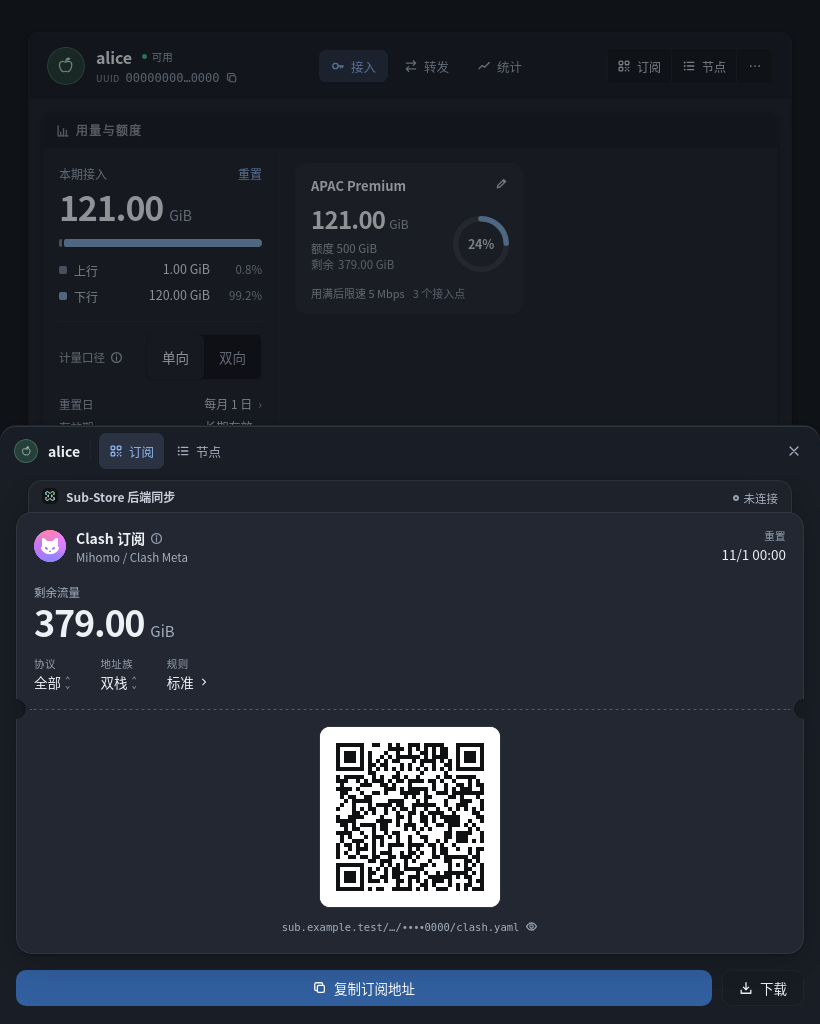 alice 可用
UUID 00000000…0000
接入 转发 统计
订阅 节点 ···
用量与额度
本期接入 重置
121.00 GiB
上行 1.00 GiB 0.8%
下行 120.00 GiB 99.2%
计量口径 单向 双向
重置日 每月 1 日 ›
APAC Premium
121.00 GiB
额度 500 GiB
剩余 379.00 GiB
24%
用满后限速 5 Mbps 3 个接入点
alice 订阅 节点
Sub-Store 后端同步 未连接
Clash 订阅
Mihomo / Clash Meta
重置
11/1 00:00
剩余流量
379.00 GiB
协议 地址族 规则
全部 双栈 标准
sub.example.test/…/••••0000/clash.yaml
复制订阅地址 下载